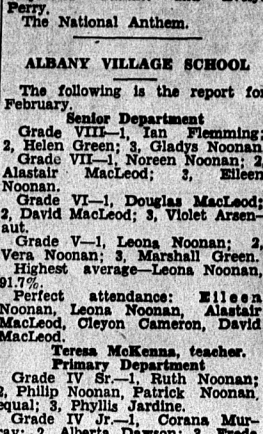 Perry.
The National Anthem.
ALBANY VILLAGE SCHOOL
The following is the report for
February.
Senior Department
Grade VIII—1, Ian Flemming;
2, Helen Green; 3, Gladys Noonan
Grade VII—1, Noreen Noonan; 2,
Alastair MacLeod; 3, Eileen
Noonan.
Grade VI—1, Douglas MacLeod;
2, David MacLeod; 3, Violet Arsen-
aut.
Grade V—1, Leona Noonan; 2,
Vera Noonan; 3, Marshall Green.
Highest average—Leona Noonan,
91.7%.
Perfect attendance: Eileen
Noonan, Leona Noonan, Alastair
MacLeod, Cleyon Cameron, David
MacLeod.
Teresa McKenna, teacher.
Primary Department
Grade IV Sr.—1, Ruth Noonan;
2, Philip Noonan, Patrick Noonan,
equal; 3, Phyllis Jardine.
Grade IV Jr.—1, Corana Mur-
ray; 2, Alberta Dawson; 3,